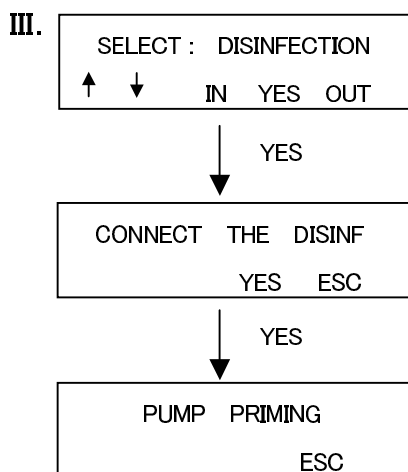 III.
SELECT : DISINFECTION
↑ ↓ IN YES OUT
YES
CONNECT THE DISINF
YES ESC
YES
PUMP PRIMING
ESC